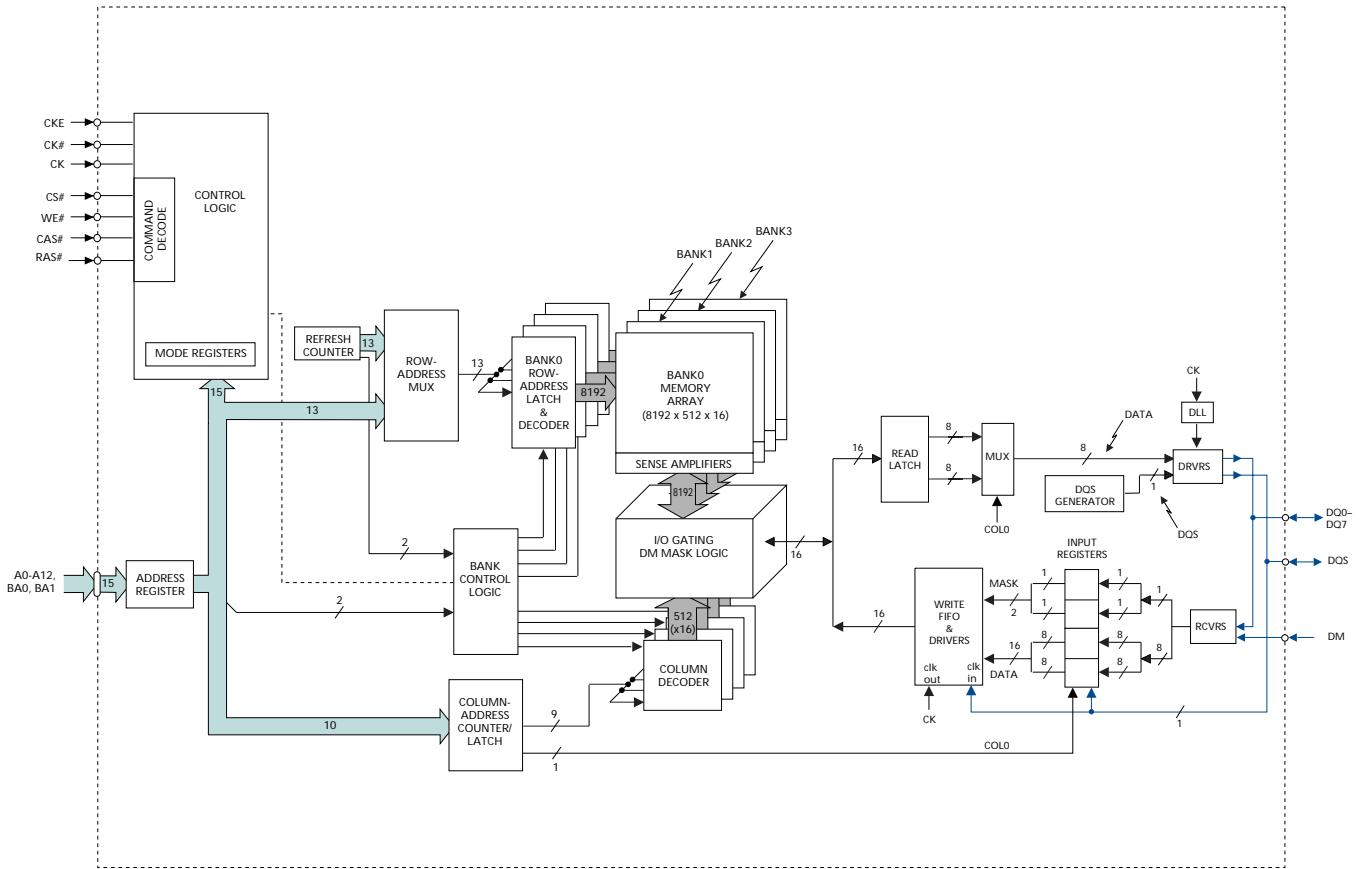 CKE
CK#
CK
CS#
WE#
CAS#
RAS#
COMMAND
DECODE
CONTROL
LOGIC
MODE REGISTERS
15
REFRESH
COUNTER
13
13
ROW-
ADDRESS
MUX
13
BANK0
ROW-
ADDRESS
LATCH
&
DECODER
8192
BANK1
BANK2
BANK3
BANK0
MEMORY
ARRAY
(8192 x 512 x 16)
SENSE AMPLIFIERS
8192
I/O GATING
DM MASK LOGIC
16
512
(x16)
COLUMN
DECODER
A0-A12,
BA0, BA1
15
ADDRESS
REGISTER
2
2
BANK
CONTROL
LOGIC
10
COLUMN-
ADDRESS
COUNTER/
LATCH
9
1
COL0
16
READ
LATCH
8
8
MUX
COL0
8
DATA
CK
DLL
DRVRS
DQS
GENERATOR
1
DQS
DQ0–
DQ7
DQS
DM
INPUT
REGISTERS
RCVRS
1
8
1
1
8
8
1
1
8
8
MASK
2
16
DATA
WRITE
FIFO
&
DRIVERS
clk
out
clk
in
CK
16
1